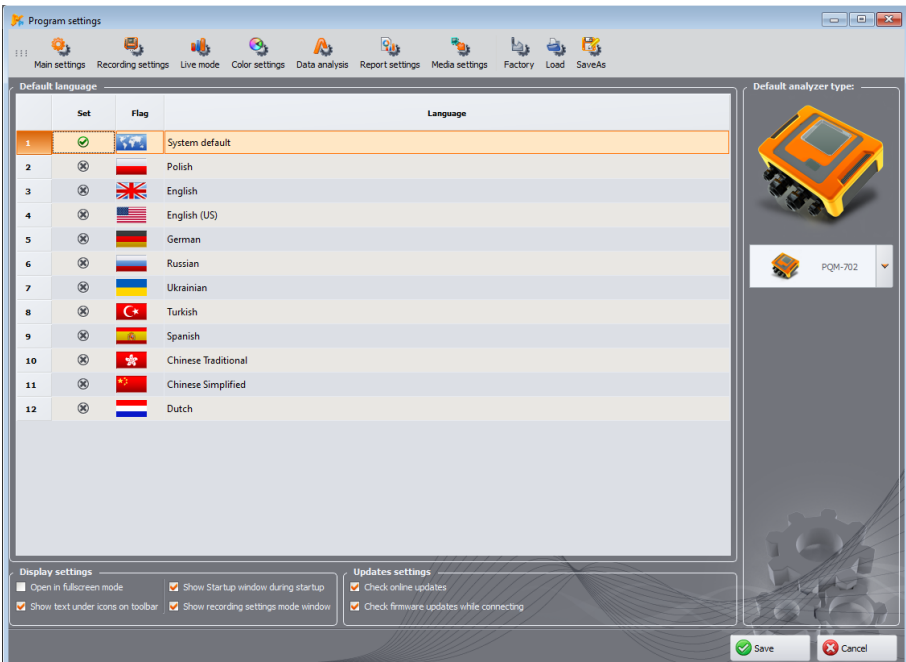 Program settings
Main settings Recording settings Live mode Color settings Data analysis Report settings Media settings Factory Load SaveAs
Default language
Default analyzer type:
Set Flag Language
1 System default
2 Polish
3 English
4 English (US)
5 German
6 Russian
7 Ukrainian
8 Turkish
9 Spanish
10 Chinese Traditional
11 Chinese Simplified
12 Dutch
PQM-702
Display settings
Open in fullscreen mode
Show Startup window during startup
Show text under icons on toolbar
Show recording settings mode window
Updates settings
Check online updates
Check firmware updates while connecting
Save
Cancel